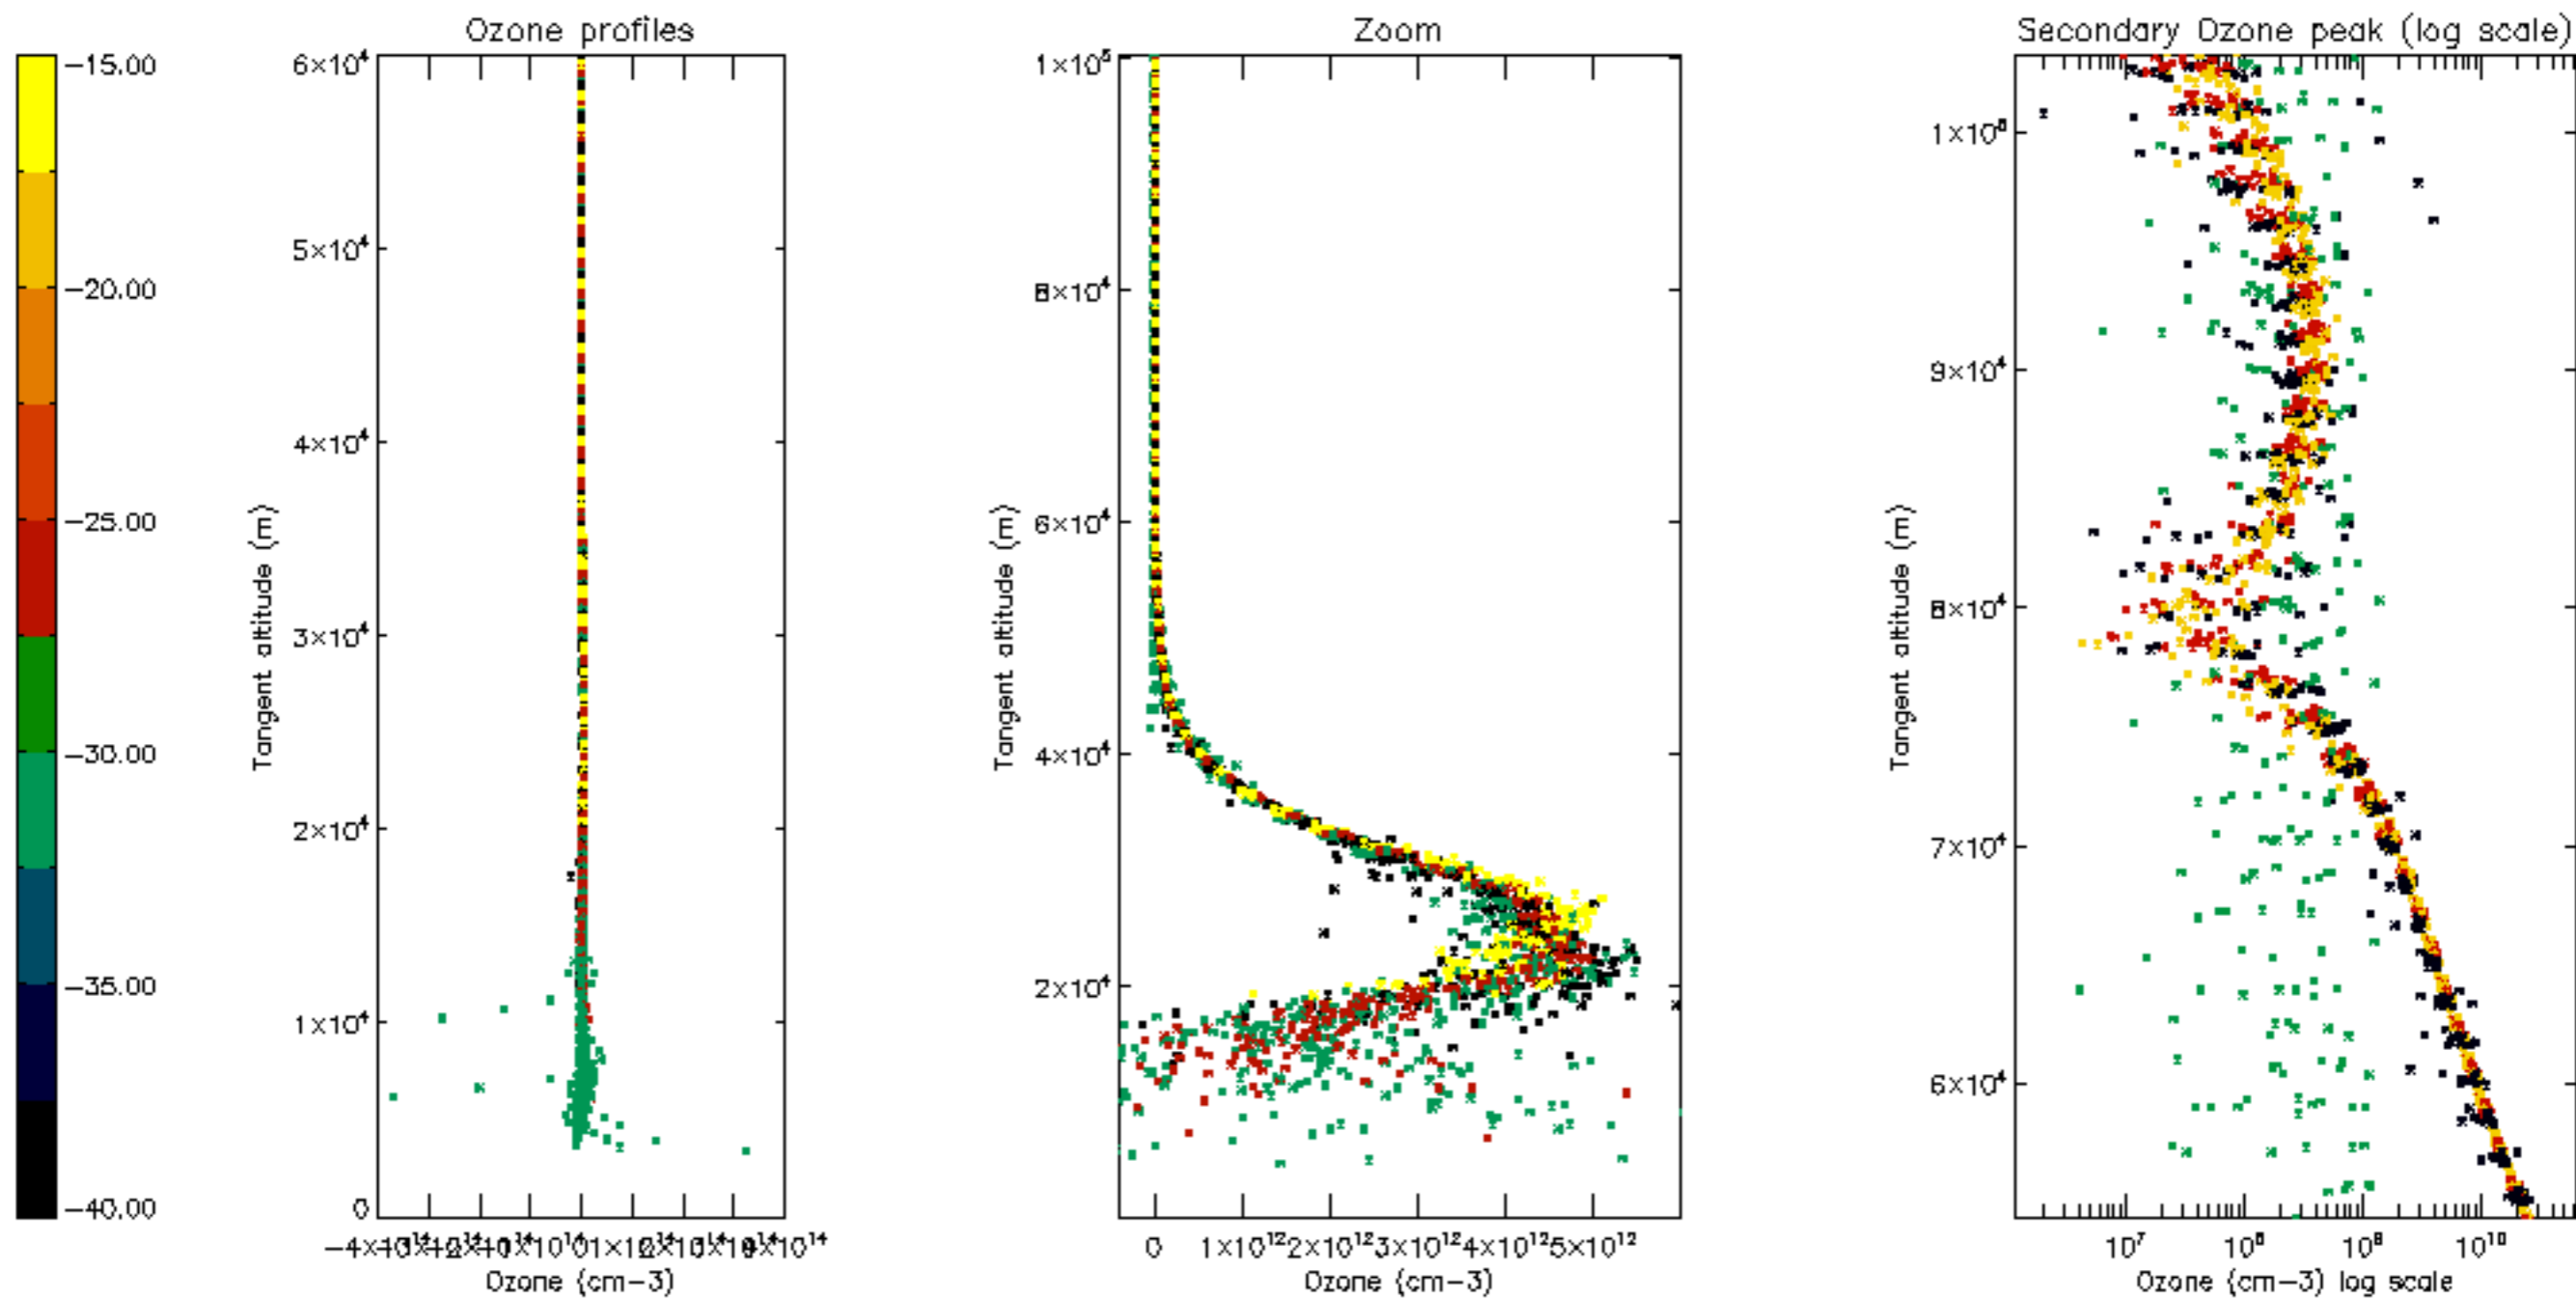 Ozone profiles
Zoom
Secondary Ozone peak (log scale)
−15.00
−20.00
−25.00
−30.00
−35.00
−40.00
6×10⁴
5×10⁴
4×10⁴
3×10⁴
2×10⁴
1×10⁴
0
Tangent altitude (m)
Ozone (cm−3)
1×10⁵
8×10⁴
6×10⁴
4×10⁴
2×10⁴
Tangent altitude (m)
0 1×10¹² 2×10¹² 3×10¹² 4×10¹² 5×10¹²
Ozone (cm−3)
9×10⁴
8×10⁴
7×10⁴
6×10⁴
Tangent altitude (m)
10⁷ 10⁸ 10⁹ 10¹⁰
Ozone (cm−3) log scale